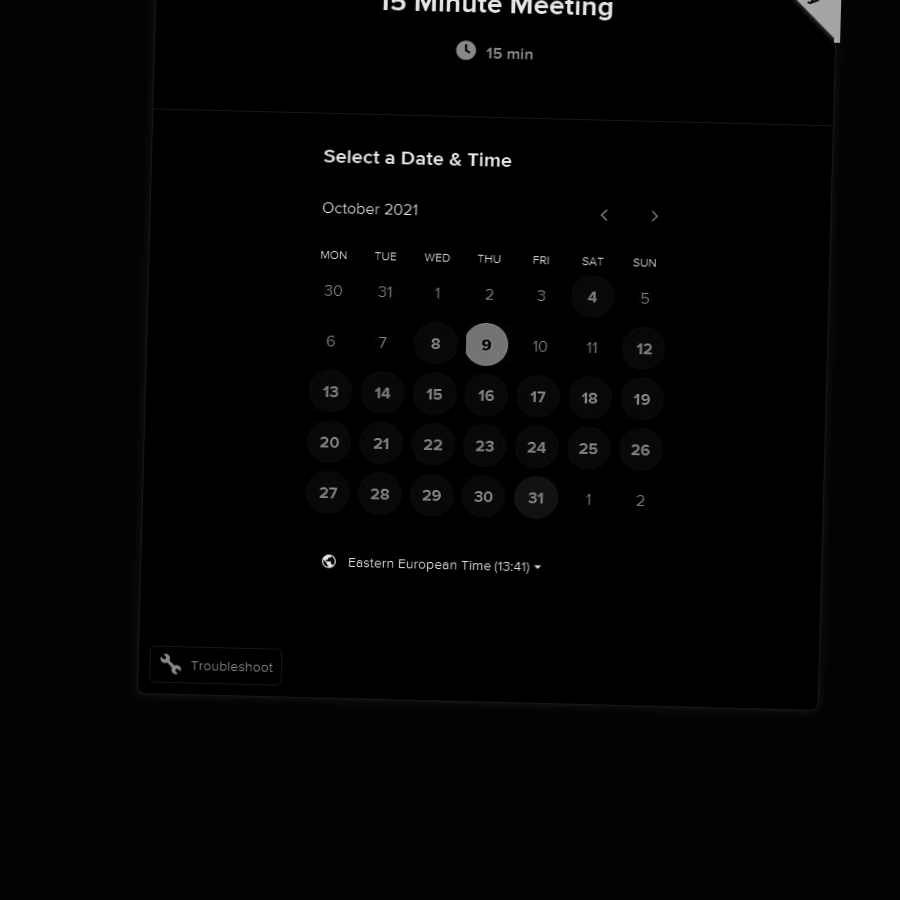 15 Minute Meeting
15 min
Select a Date & Time
October 2021
MON TUE WED THU FRI SAT SUN
30 31 1 2 3 4 5
6 7 8 9 10 11 12
13 14 15 16 17 18 19
20 21 22 23 24 25 26
27 28 29 30 31 1 2
Eastern European Time (13:41)
Troubleshoot